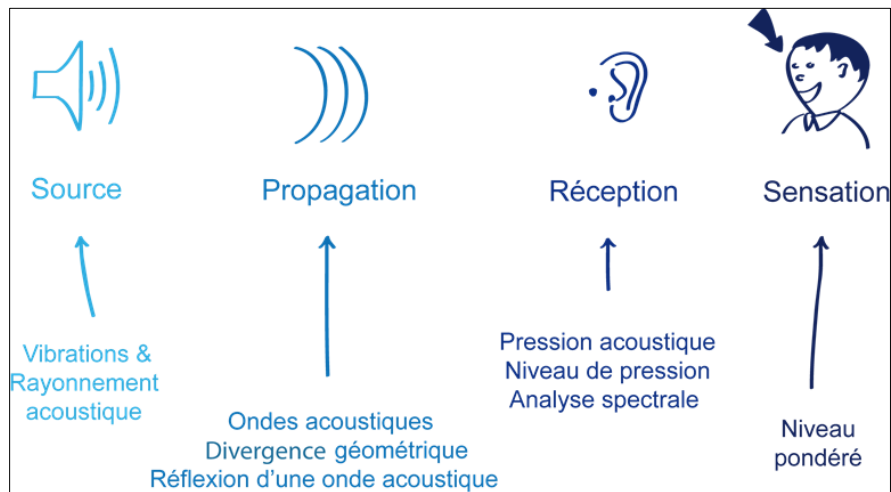 Source
Propagation
Réception
Sensation
Vibrations &
Rayonnement
acoustique
Ondes acoustiques
Divergence géométrique
Réflexion d'une onde acoustique
Pression acoustique
Niveau de pression
Analyse spectrale
Niveau
pondéré